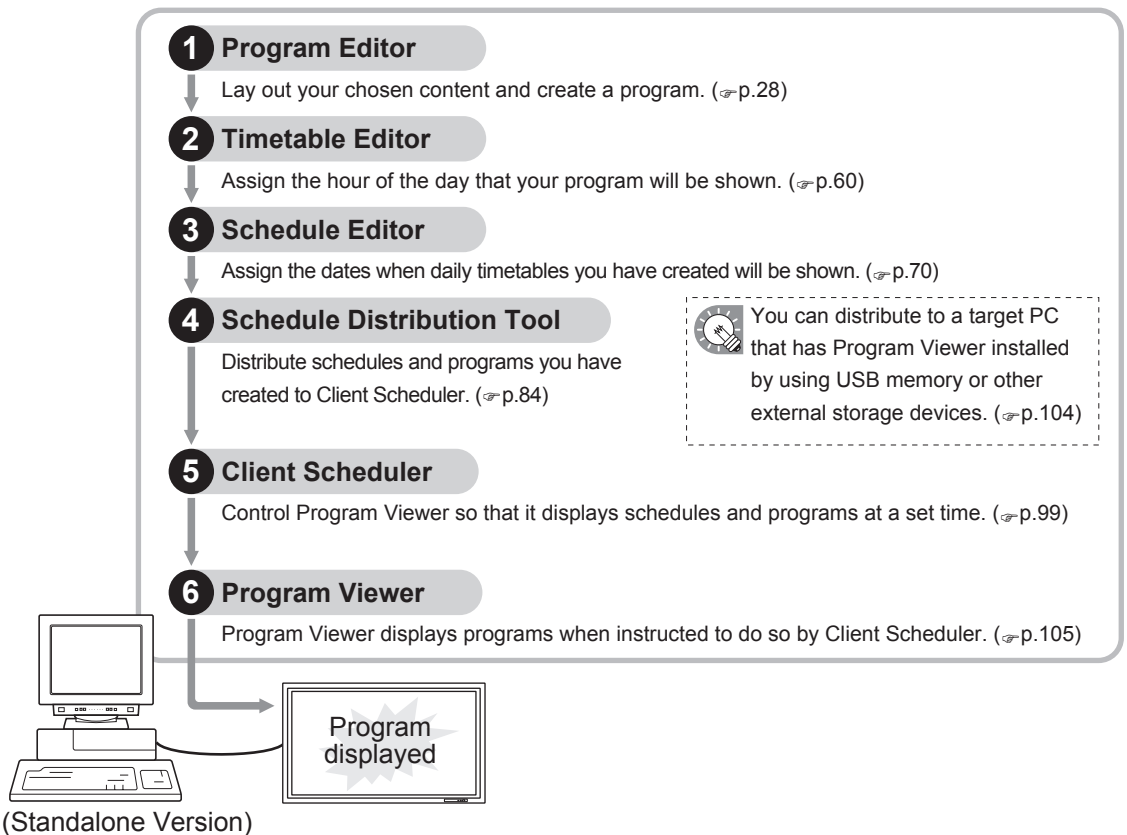 1 Program Editor
Lay out your chosen content and create a program. (☞p.28)
2 Timetable Editor
Assign the hour of the day that your program will be shown. (☞p.60)
3 Schedule Editor
Assign the dates when daily timetables you have created will be shown. (☞p.70)
4 Schedule Distribution Tool
Distribute schedules and programs you have
created to Client Scheduler. (☞p.84)
You can distribute to a target PC
that has Program Viewer installed
by using USB memory or other
external storage devices. (☞p.104)
5 Client Scheduler
Control Program Viewer so that it displays schedules and programs at a set time. (☞p.99)
6 Program Viewer
Program Viewer displays programs when instructed to do so by Client Scheduler. (☞p.105)
Program
displayed
(Standalone Version)